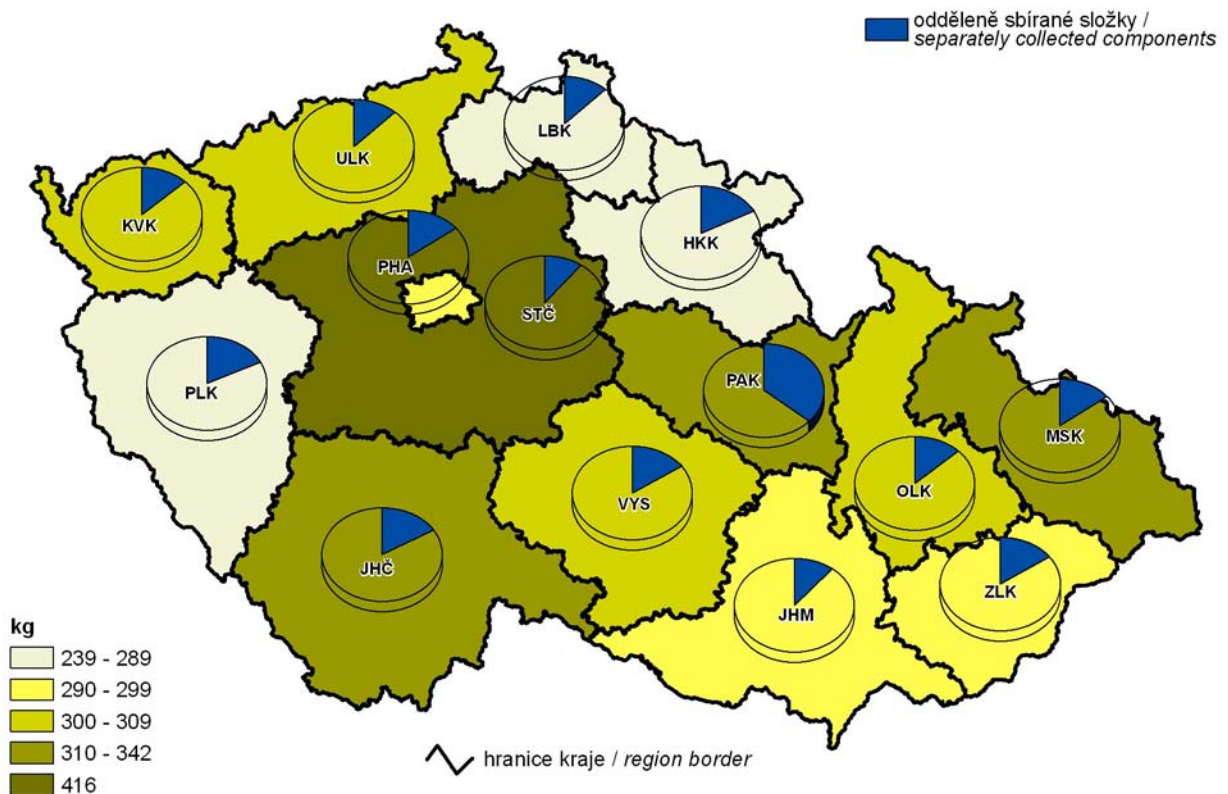 odděleně sbírané složky /
separately collected components
LBK
ULK
KVK
HKK
PHA
STČ
PLK
PAK
MSK
OLK
VYS
JHČ
ZLK
JHM
kg
239 - 289
290 - 299
300 - 309
310 - 342
416
hranice kraje / region border